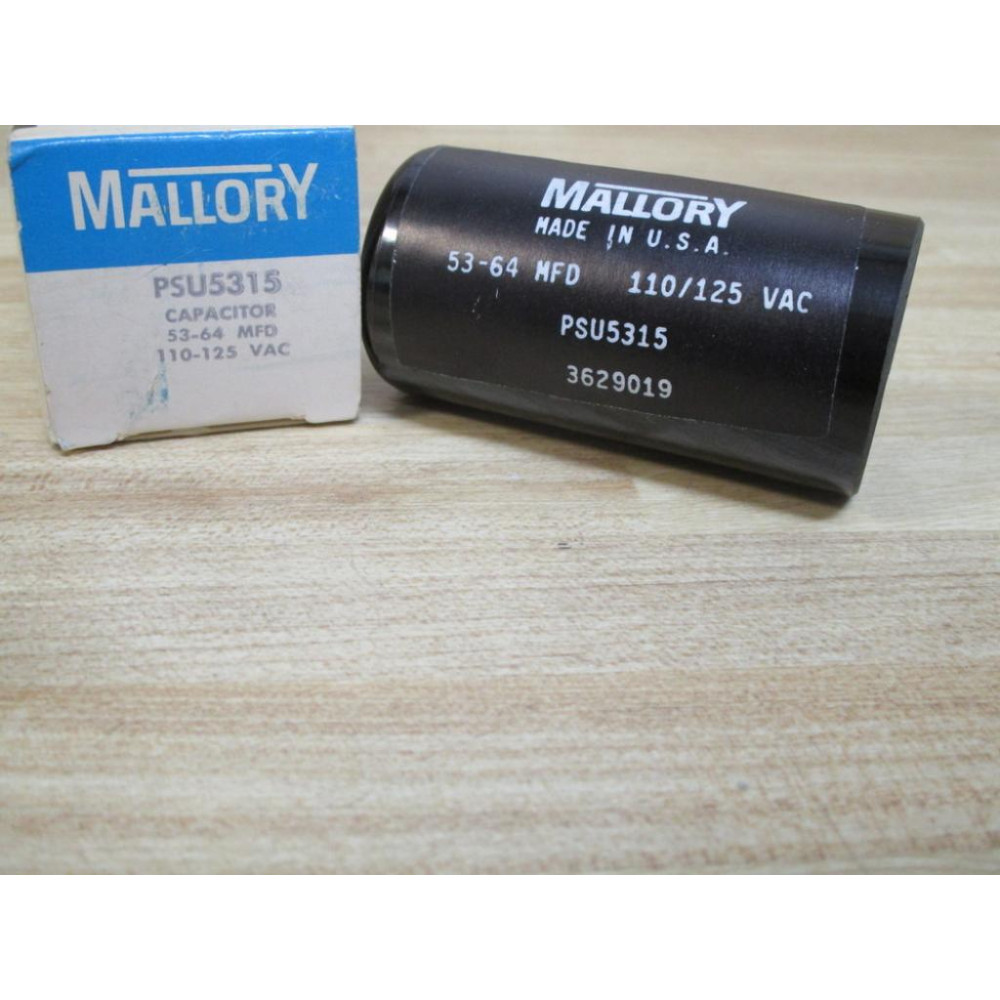 MALLORY
PSU5315
CAPACITOR
53-64 MFD
110-125 VAC
MALLORY
MADE IN U.S.A.
53-64 MFD 110/125 VAC
PSU5315
3629019